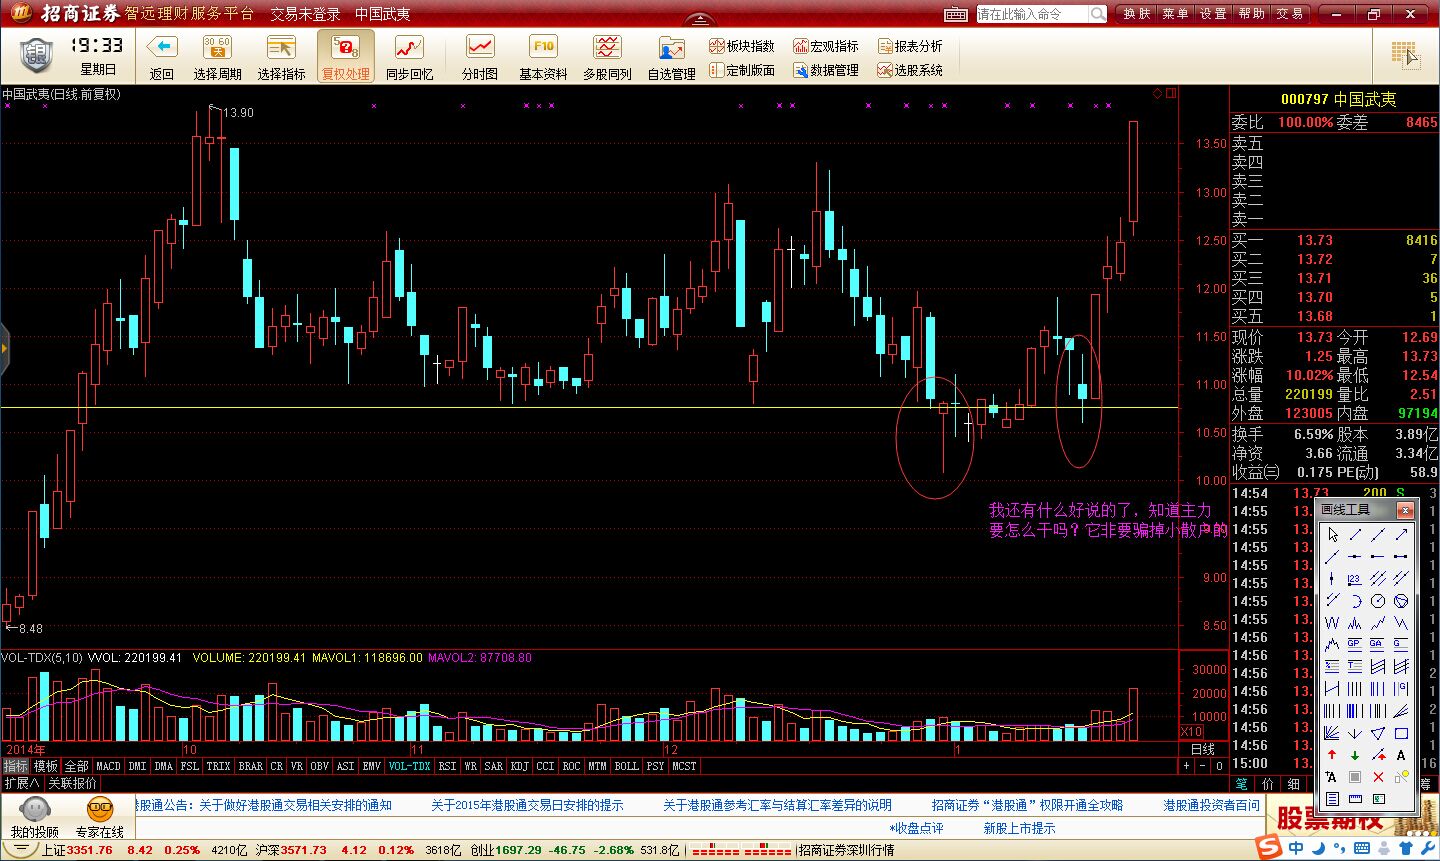 招商证券 智远理财服务平台 交易未登录 中国武夷
请在此输入命令
换肤 菜单 设置 帮助 交易
19:33
星期日
返回 选择周期 选择指标 复权处理 同步回忆 分时图 基本资料 多股同列 自选管理
板块指数 宏观指标 报表分析
定制版面 数据管理 选股系统
中国武夷(日线.前复权)
13.90
8.48
13.50
13.00
12.50
12.00
11.50
11.00
10.50
10.00
9.00
8.50
我还有什么好说的了，知道主力
要怎么干吗？它非要骗掉小散户的
VOL-TDX(5,10) VVOL: 220199.41 VOLUME: 220199.41 MAVOL1: 118696.00 MAVOL2: 87708.80
30000
20000
10000
X10
2014年 10 11 12 1 日线
指标 模板 全部 MACD DMI DMA FSL TRIX BRAR CR VR OBV ASI EMV VOL-TDX RSI WR SAR KDJ CCI ROC MTM BOLL PSY MCST + - 0
扩展∧ 关联报价
000797 中国武夷
委比 100.00% 委差 8465
卖五
卖四
卖三
卖二
卖一
买一 13.73 8416
买二 13.72 7
买三 13.71 36
买四 13.70 5
买五 13.68 1
现价 13.73 今开 12.69
涨跌 1.25 最高 13.73
涨幅 10.02% 最低 12.54
总量 220199 量比 2.51
外盘 123005 内盘 97194
换手 6.59% 股本 3.89亿
净资 3.66 流通 3.34亿
收益㈢ 0.175 PE(动) 58.9
14:54 13.73 200 S 3
14:55 13. 1
14:55 13. 1
14:55 13. 1
14:55 13. 1
14:55 13. 1
14:55 13. 1
14:55 13. 1
14:56 13. 1
14:56 13. 1
14:56 13. 2
14:56 13. 1
14:56 13. 2
14:56 13. 1
14:56 13. 1
15:00 13. 16
笔 价 细
画线工具
我的投顾 专家在线
港股通公告：关于做好港股通交易相关安排的通知 关于2015年港股通交易日安排的提示 关于港股通参考汇率与结算汇率差异的说明 招商证券“港股通”权限开通全攻略 港股通投资者百问
*收盘点评 新股上市提示
股票期权
上证3351.76 8.42 0.25% 4210亿 沪深3571.73 4.12 0.12% 3618亿 创业1697.29 -46.75 -2.68% 531.8亿 招商证券深圳行情
中